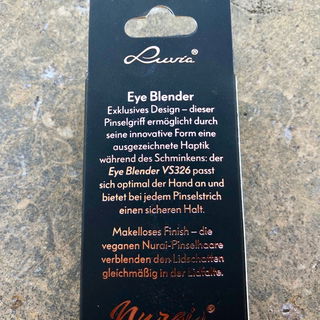 Luvia®
Eye Blender
Exklusives Design – dieser
Pinselgriff ermöglicht durch
seine innovative Form eine
ausgezeichnete Haptik
während des Schminkens: der
Eye Blender VS326 passt
sich optimal der Hand an und
bietet bei jedem Pinselstrich
einen sicheren Halt.
Makelloses Finish – die
veganen Nurai-Pinselhaare
verblenden den Lidschatten
gleichmäßig in der Lidfalte.
Nurai®